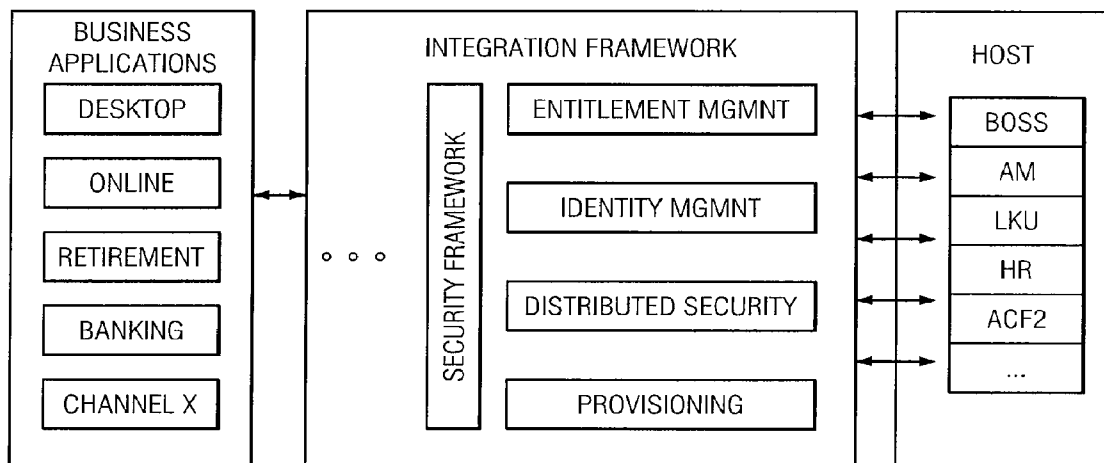 BUSINESS
APPLICATIONS
DESKTOP
ONLINE
RETIREMENT
BANKING
CHANNEL X
INTEGRATION FRAMEWORK
SECURITY FRAMEWORK
ENTITLEMENT MGMNT
IDENTITY MGMNT
DISTRIBUTED SECURITY
PROVISIONING
HOST
BOSS
AM
LKU
HR
ACF2
...